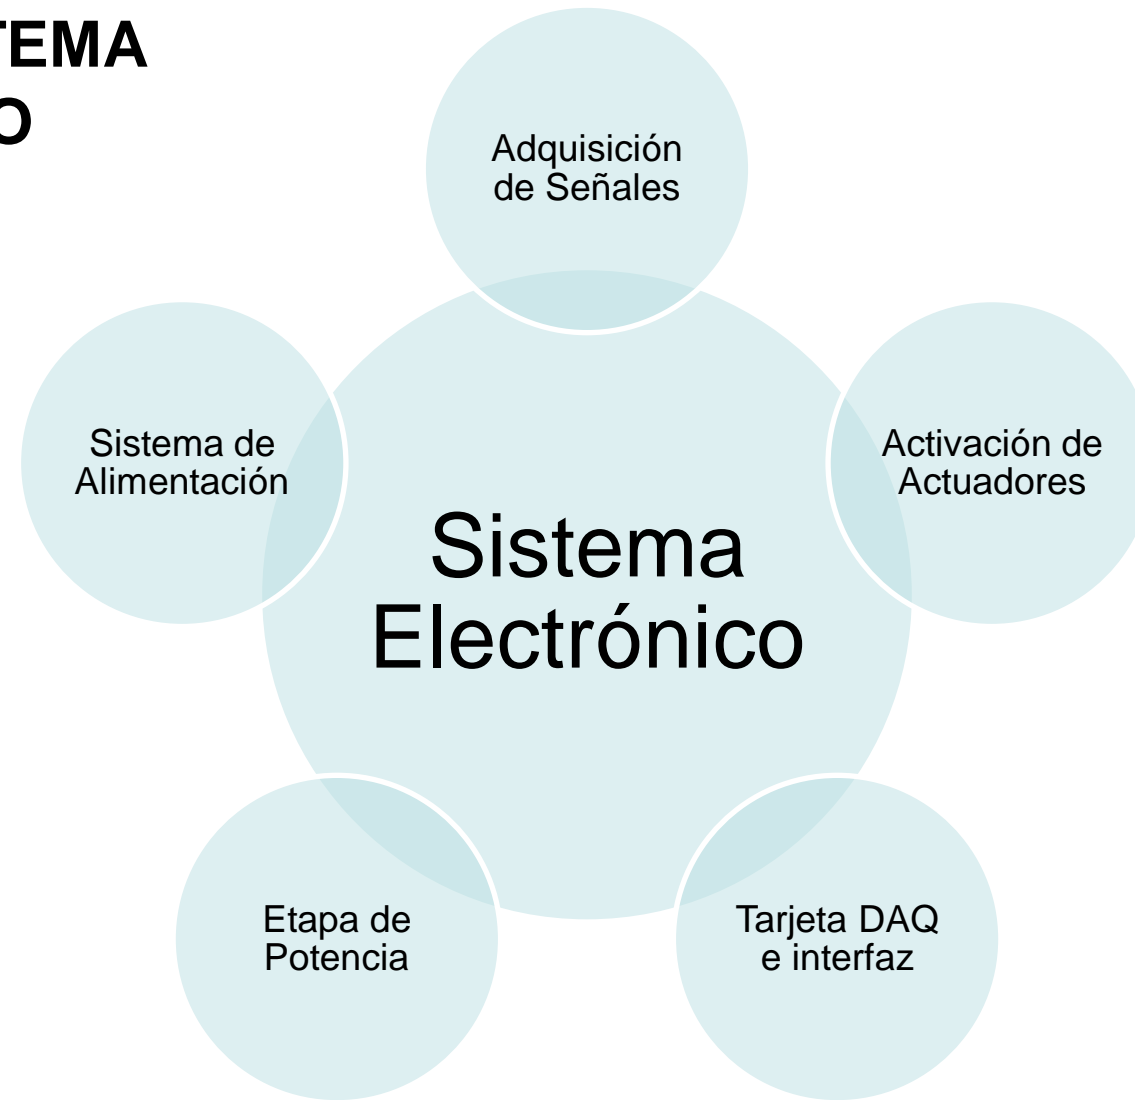 TEMA
O
Adquisición
de Señales
Sistema de
Alimentación
Activación de
Actuadores
Sistema
Electrónico
Etapa de
Potencia
Tarjeta DAQ
e interfaz